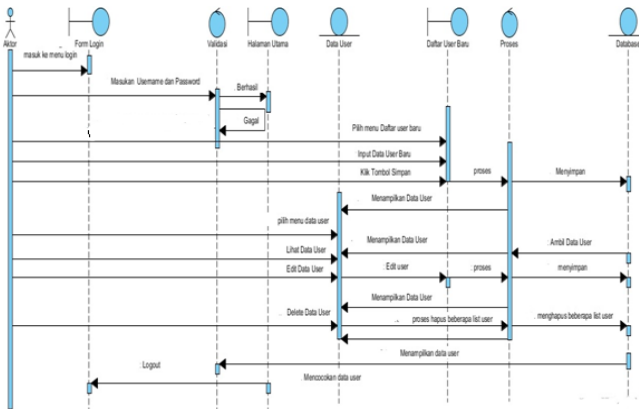 Aktor
Form Login
Validasi
Halaman Utama
Data User
Daftar User Baru
Proses
Database
masuk ke menu login
Masukan Username dan Password
Berhasil
Gagal
Pilih menu Daftar user baru
Input Data User Baru
Klik Tombol Simpan
proses
Menyimpan
Menampilkan Data User
pilih menu data user
Menampilkan Data User
Ambil Data User
Lihat Data User
Edit Data User
Edit user
proses
menyimpan
Menampilkan Data User
Delete Data User
proses hapus beberapa list user
menghapus beberapa list user
Menampilkan data user
Logout
Mencocokan data user